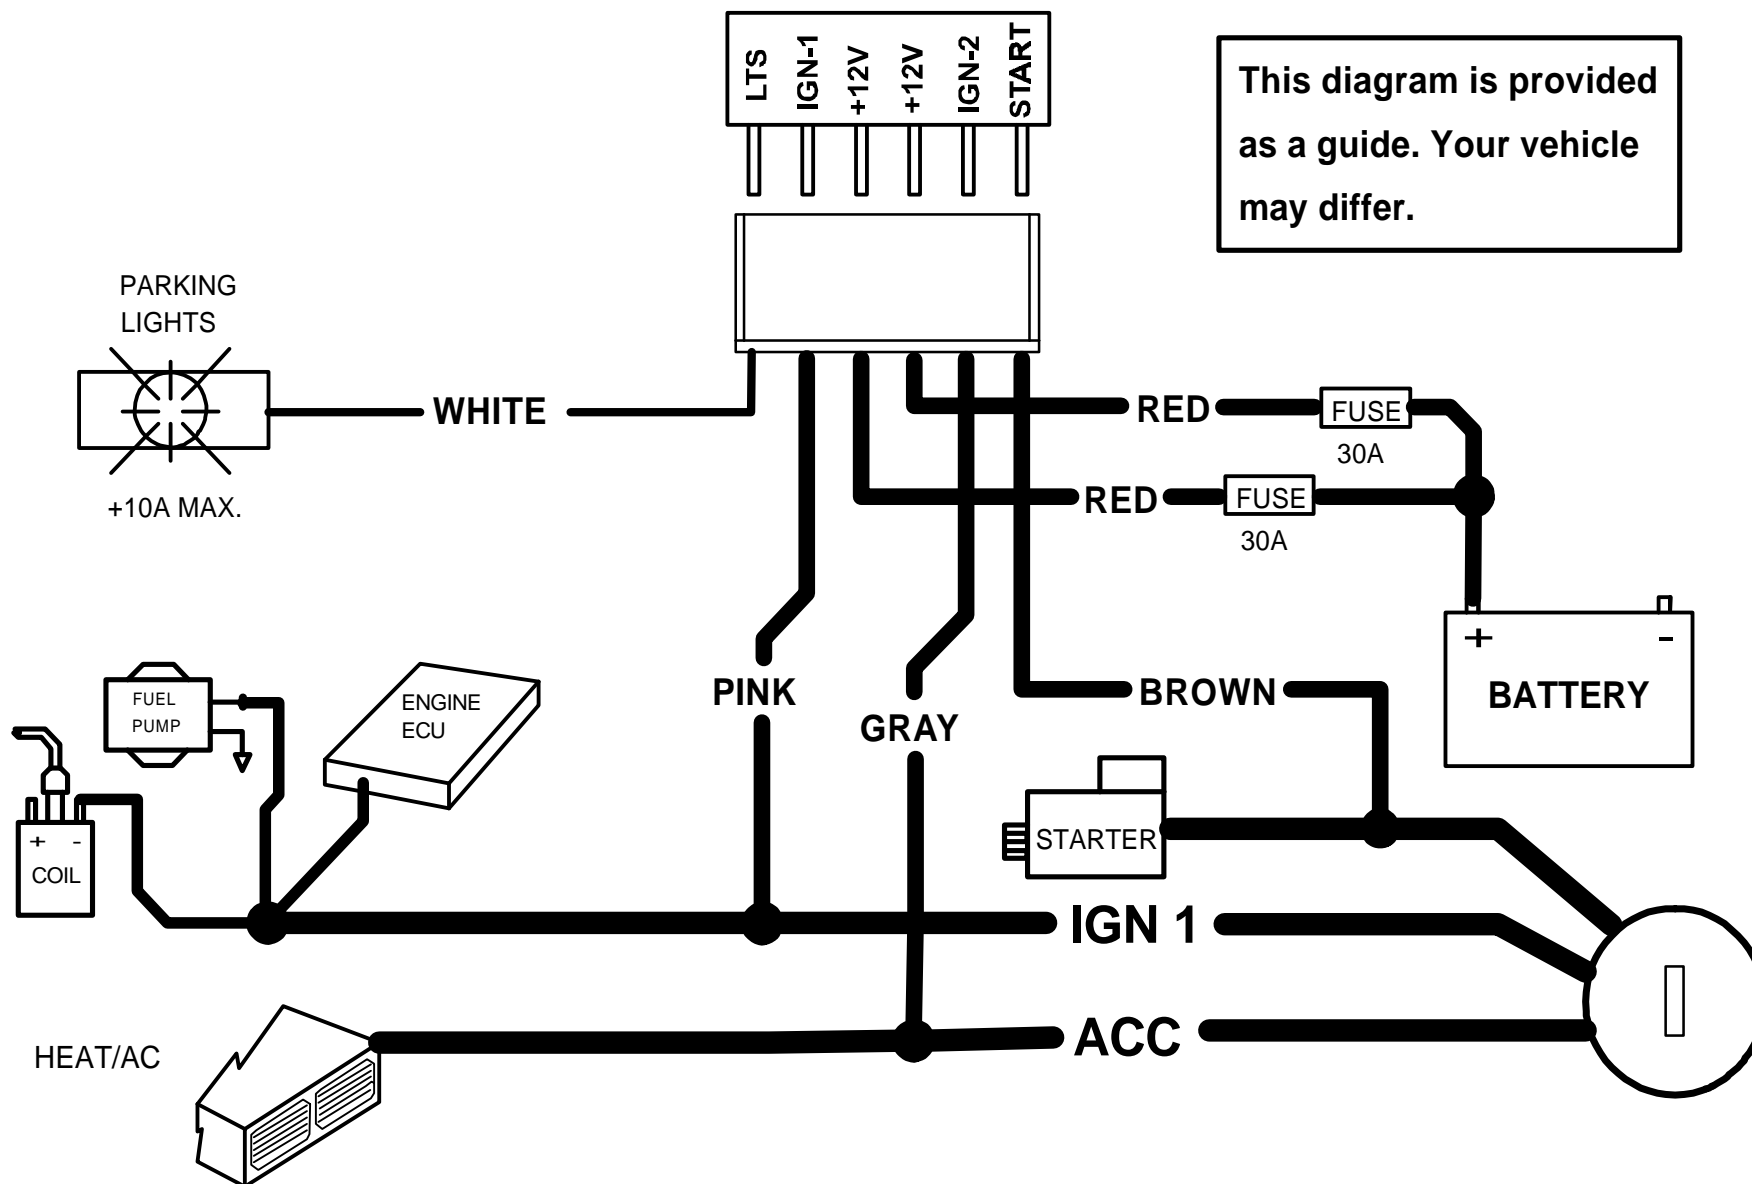 LTS
IGN-1
+12V
+12V
IGN-2
START
This diagram is provided
as a guide. Your vehicle
may differ.
PARKING
LIGHTS
+10A MAX.
WHITE
RED
FUSE
30A
RED
FUSE
30A
+ -
BATTERY
PINK
GRAY
BROWN
FUEL
PUMP
ENGINE
ECU
+ -
COIL
STARTER
IGN 1
ACC
HEAT/AC